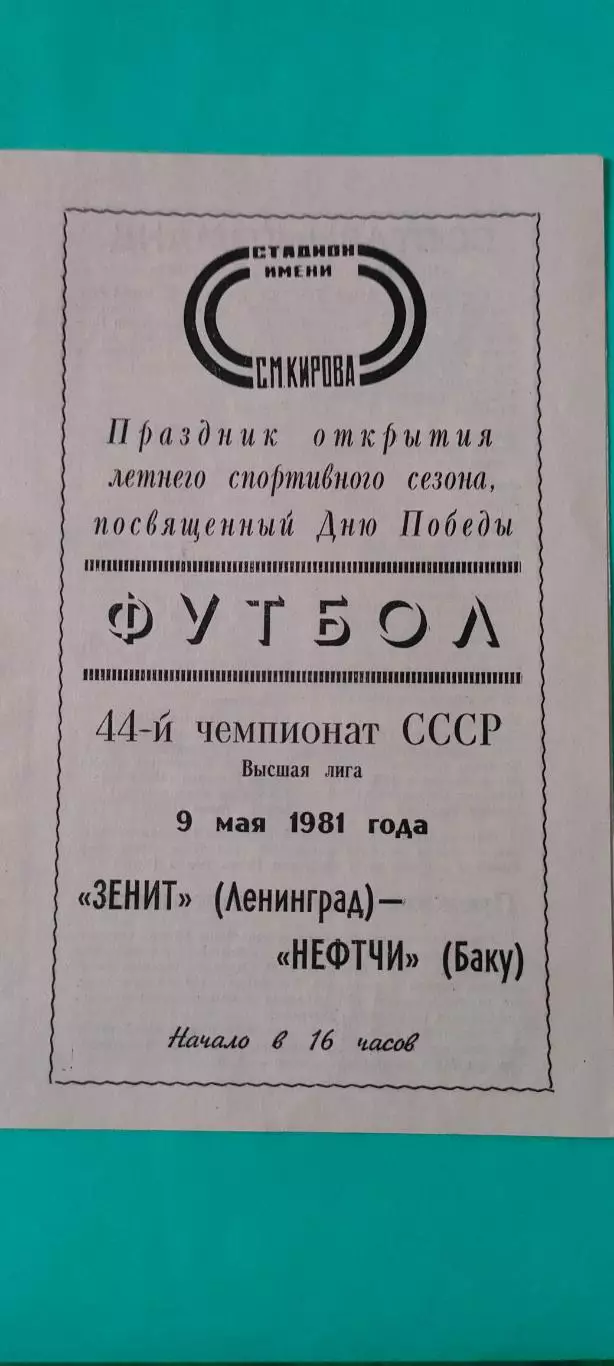 СТАДИОН
ИМЕНИ
С.М.КИРОВА
Праздник открытия
летнего спортивного сезона,
посвященный Дню Победы
ФУТБОЛ
44-й чемпионат СССР
Высшая лига
9 мая 1981 года
«ЗЕНИТ» (Ленинград)—
«НЕФТЧИ» (Баку)
Начало в 16 часов